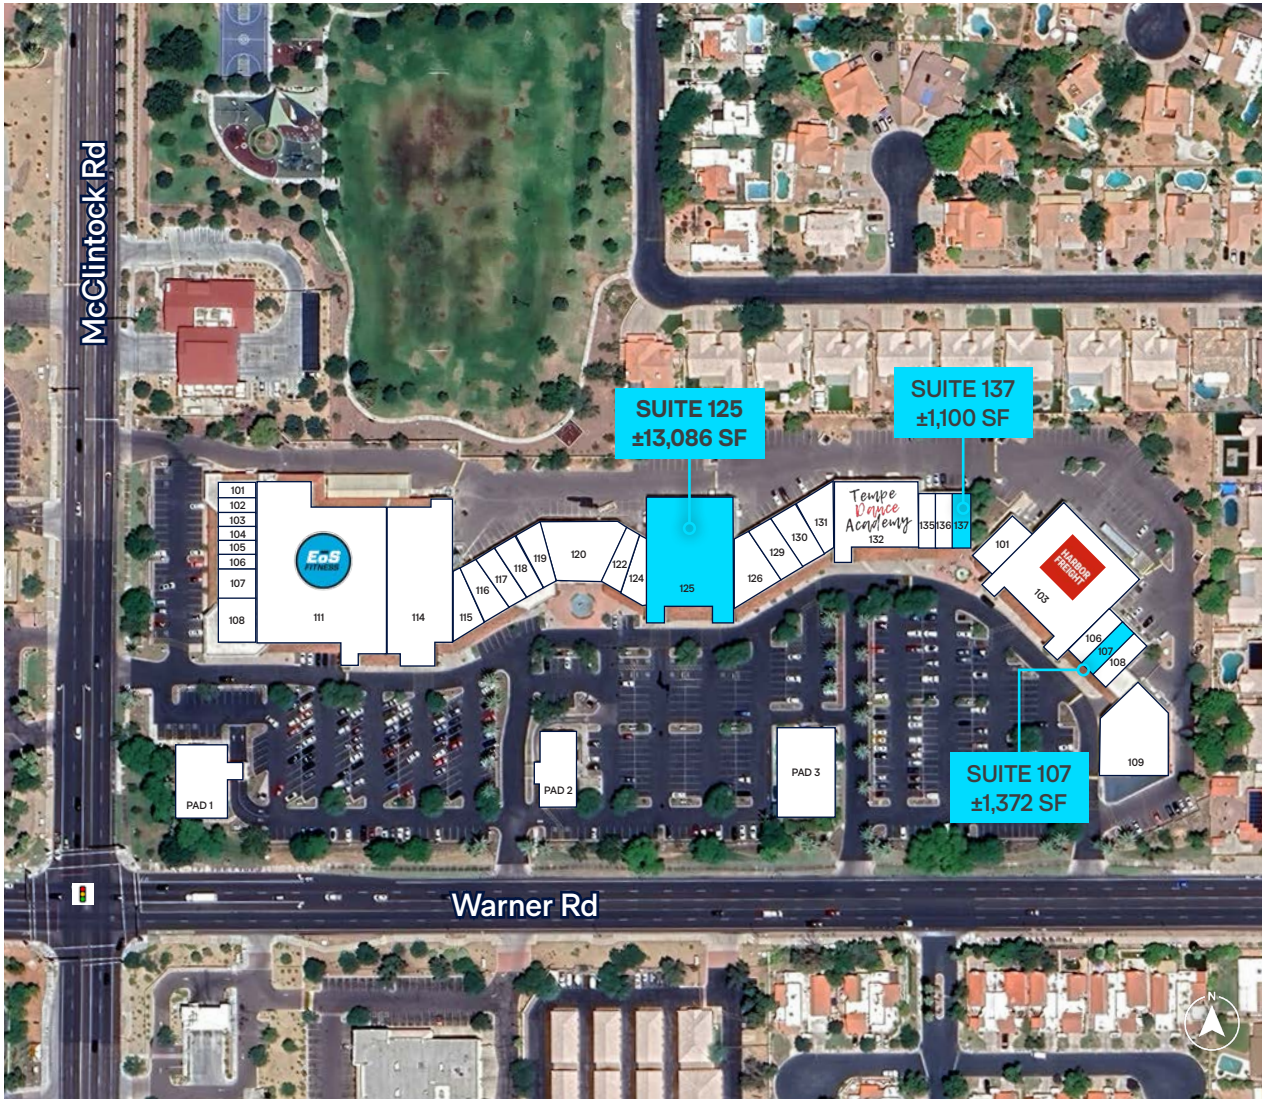 McClintock Rd
SUITE 137
±1,100 SF
SUITE 125
±13,086 SF
101
102
103
104
105
106
107
108
EōS
FITNESS
111
114
115
116
117
118
119
120
122
124
125
126
129
130
131
Tempe
Dance
Academy
132
135
136
137
101
HARBOR
FREIGHT
103
106
107
108
109
SUITE 107
±1,372 SF
PAD 1
PAD 2
PAD 3
Warner Rd
N